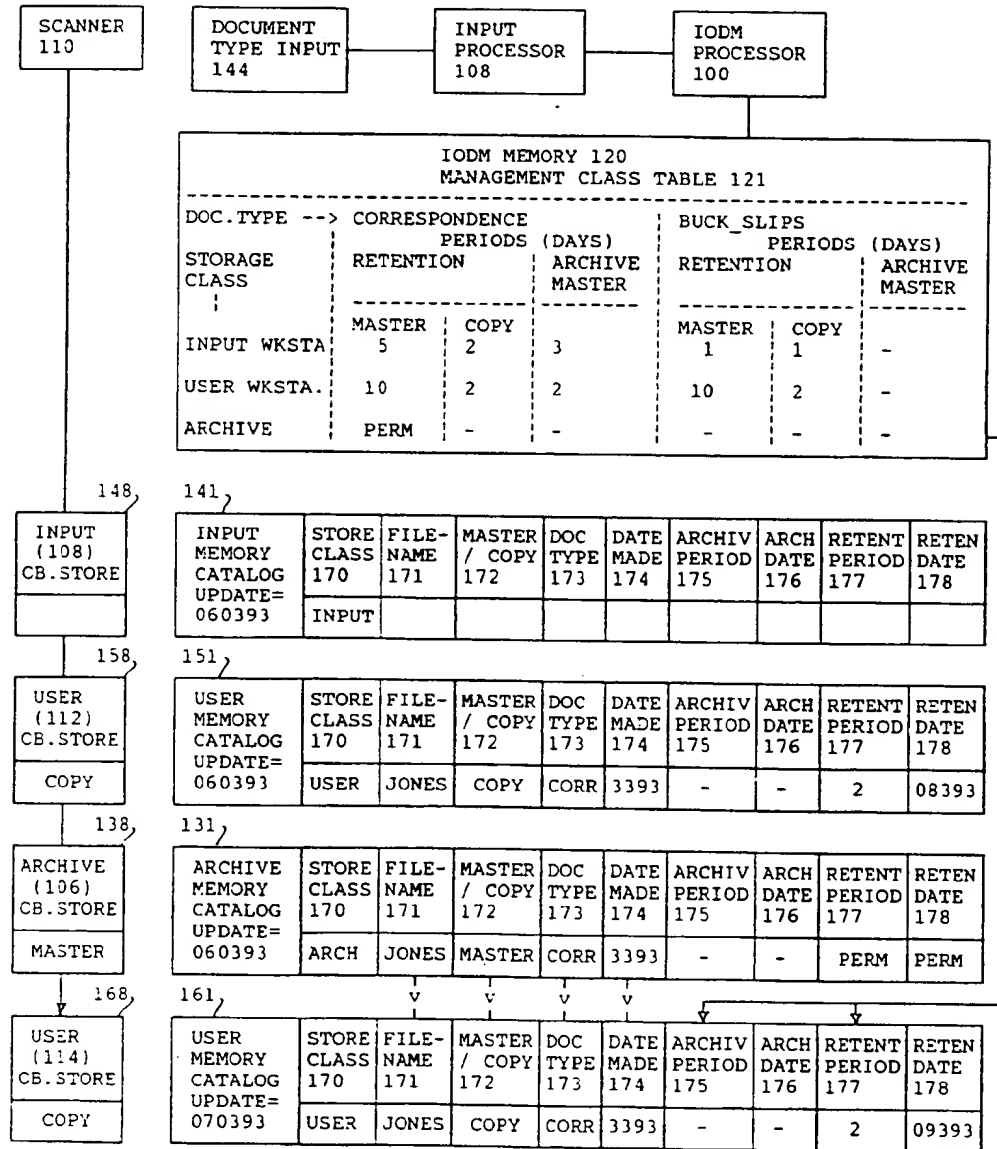 SCANNER
110
DOCUMENT
TYPE INPUT
144
INPUT
PROCESSOR
108
IODM
PROCESSOR
100
IODM MEMORY 120
MANAGEMENT CLASS TABLE 121
DOC.TYPE --> CORRESPONDENCE BUCK_SLIPS
PERIODS (DAYS) PERIODS (DAYS)
STORAGE RETENTION ARCHIVE RETENTION ARCHIVE
CLASS MASTER MASTER
MASTER COPY MASTER COPY
INPUT WKSTA 5 2 3 1 1 -
USER WKSTA. 10 2 2 10 2 -
ARCHIVE PERM - - - - -
148 141
INPUT
(108)
CB.STORE
INPUT STORE FILE- MASTER DOC DATE ARCHIV ARCH RETENT RETEN
MEMORY CLASS NAME / COPY TYPE MADE PERIOD DATE PERIOD DATE
CATALOG 170 171 172 173 174 175 176 177 178
UPDATE=
060393 INPUT
158 151
USER
(112)
CB.STORE
COPY
USER STORE FILE- MASTER DOC DATE ARCHIV ARCH RETENT RETEN
MEMORY CLASS NAME / COPY TYPE MADE PERIOD DATE PERIOD DATE
CATALOG 170 171 172 173 174 175 176 177 178
UPDATE=
060393 USER JONES COPY CORR 3393 - - 2 08393
138 131
ARCHIVE
(106)
CB.STORE
MASTER
ARCHIVE STORE FILE- MASTER DOC DATE ARCHIV ARCH RETENT RETEN
MEMORY CLASS NAME / COPY TYPE MADE PERIOD DATE PERIOD DATE
CATALOG 170 171 172 173 174 175 176 177 178
UPDATE=
060393 ARCH JONES MASTER CORR 3393 - - PERM PERM
168 161
USER
(114)
CB.STORE
COPY
USER STORE FILE- MASTER DOC DATE ARCHIV ARCH RETENT RETEN
MEMORY CLASS NAME / COPY TYPE MADE PERIOD DATE PERIOD DATE
CATALOG 170 171 172 173 174 175 176 177 178
UPDATE=
070393 USER JONES COPY CORR 3393 - - 2 09393